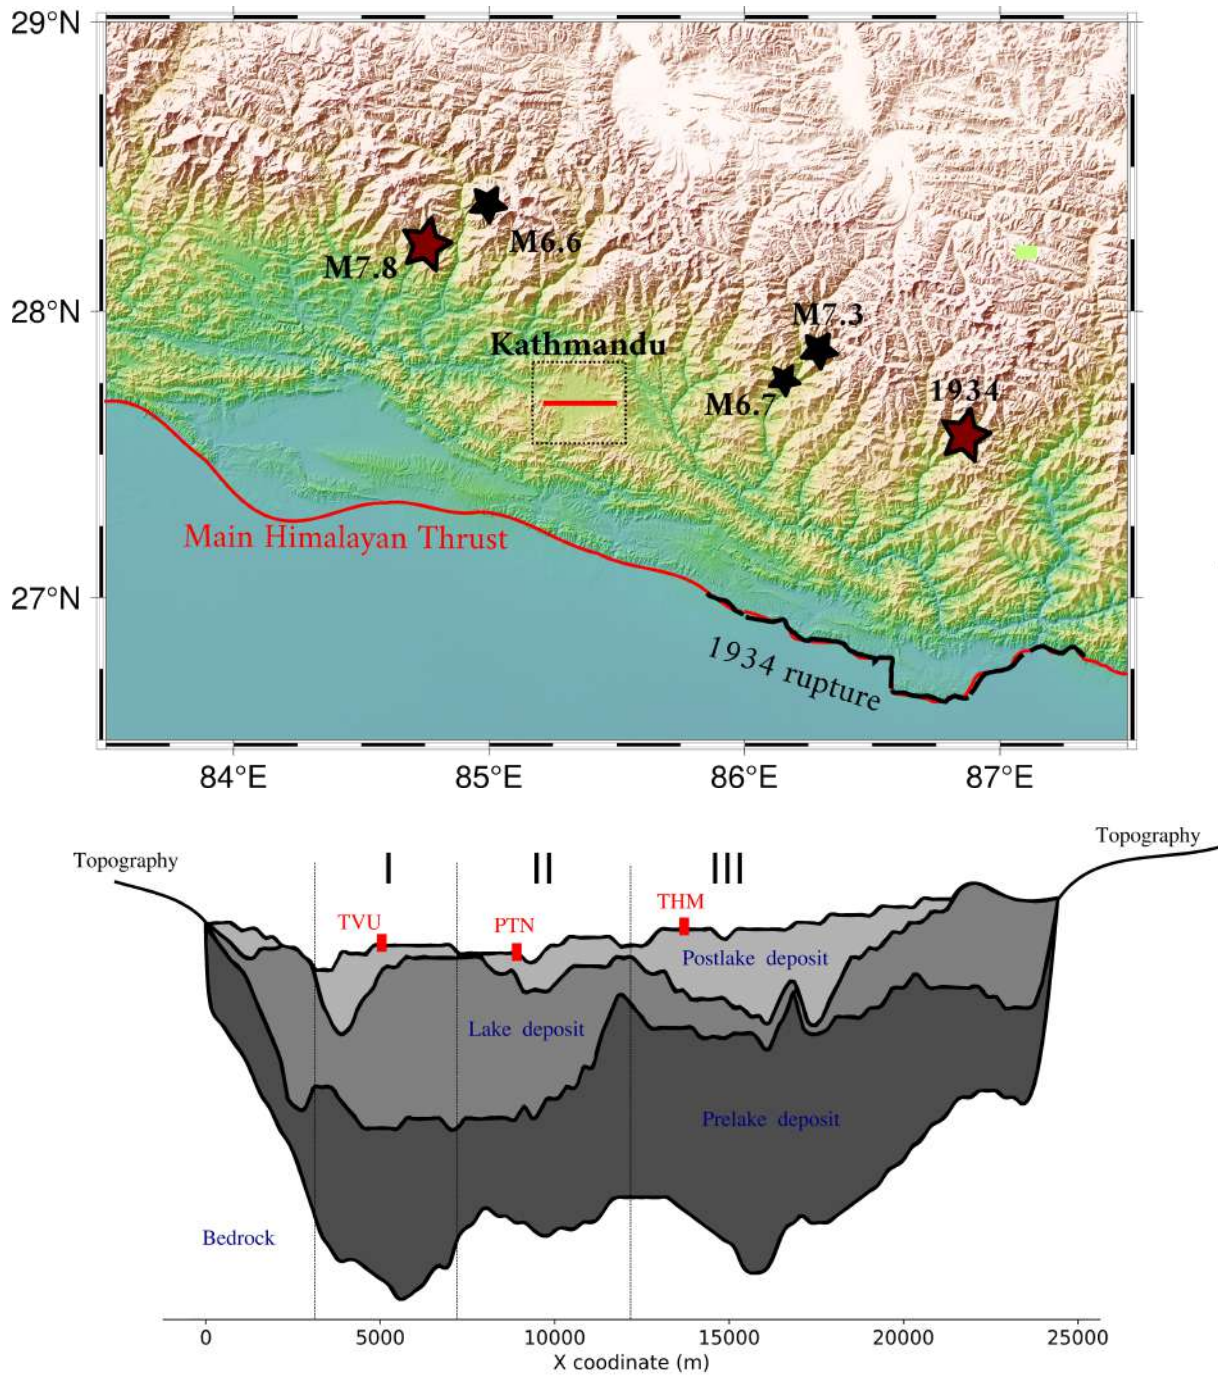 29°N
M6.6
M7.8
28°N
M7.3
Kathmandu
1934
M6.7
Main Himalayan Thrust
27°N
1934 rupture
84°E 85°E 86°E 87°E
Topography
Topography
I II III
THM
TVU
PTN
Postlake deposit
Lake deposit
Prelake deposit
Bedrock
0 5000 10000 15000 20000 25000
X coodinate (m)